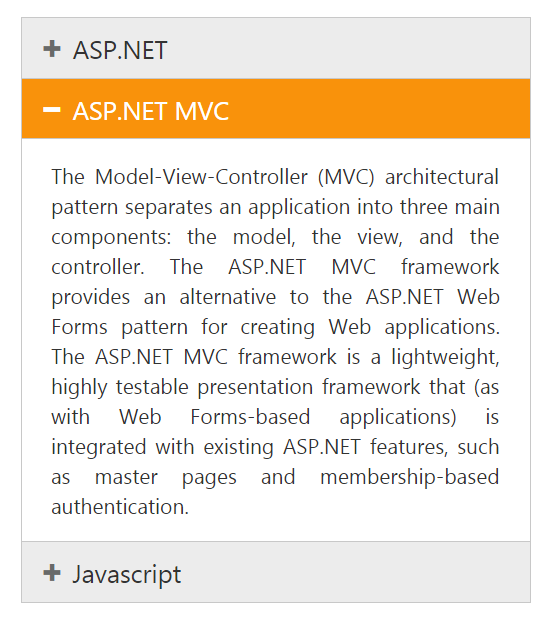 ASP.NET
ASP.NET MVC
The Model-View-Controller (MVC) architectural
pattern separates an application into three main
components: the model, the view, and the
controller. The ASP.NET MVC framework
provides an alternative to the ASP.NET Web
Forms pattern for creating Web applications.
The ASP.NET MVC framework is a lightweight,
highly testable presentation framework that (as
with Web Forms-based applications) is
integrated with existing ASP.NET features, such
as master pages and membership-based
authentication.
Javascript